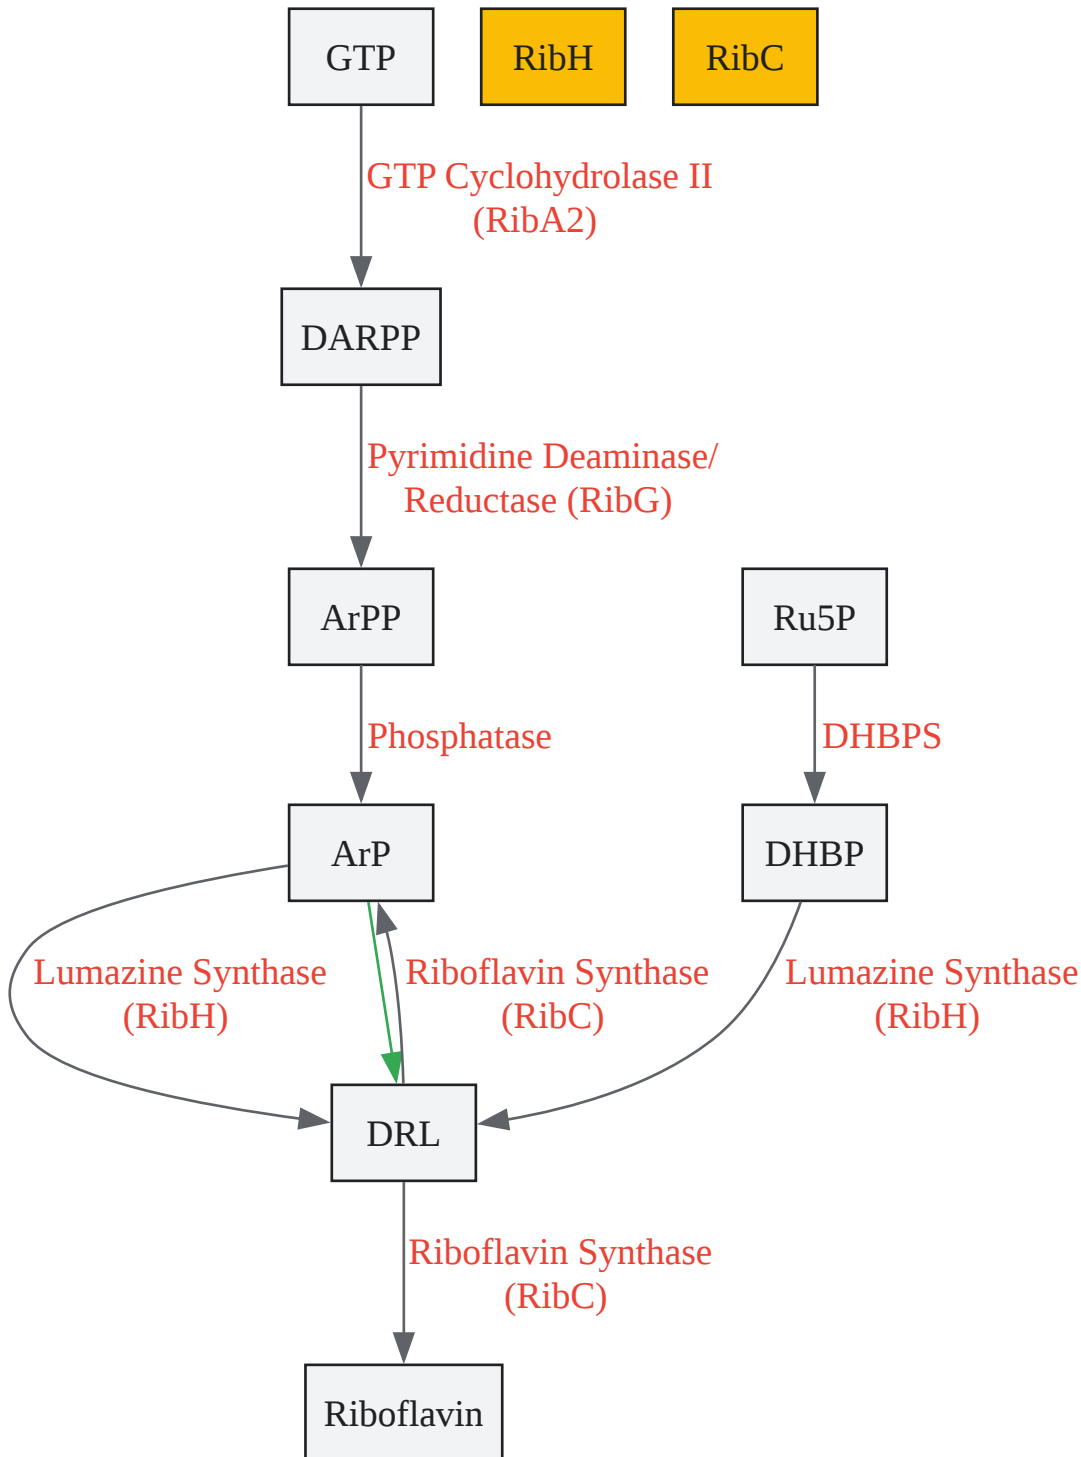 GTP
RibH
RibC
GTP Cyclohydrolase II
(RibA2)
DARPP
Pyrimidine Deaminase/
Reductase (RibG)
ArPP
Ru5P
Phosphatase
DHBPS
ArP
DHBP
Lumazine Synthase
(RibH)
Riboflavin Synthase
(RibC)
Lumazine Synthase
(RibH)
DRL
Riboflavin Synthase
(RibC)
Riboflavin